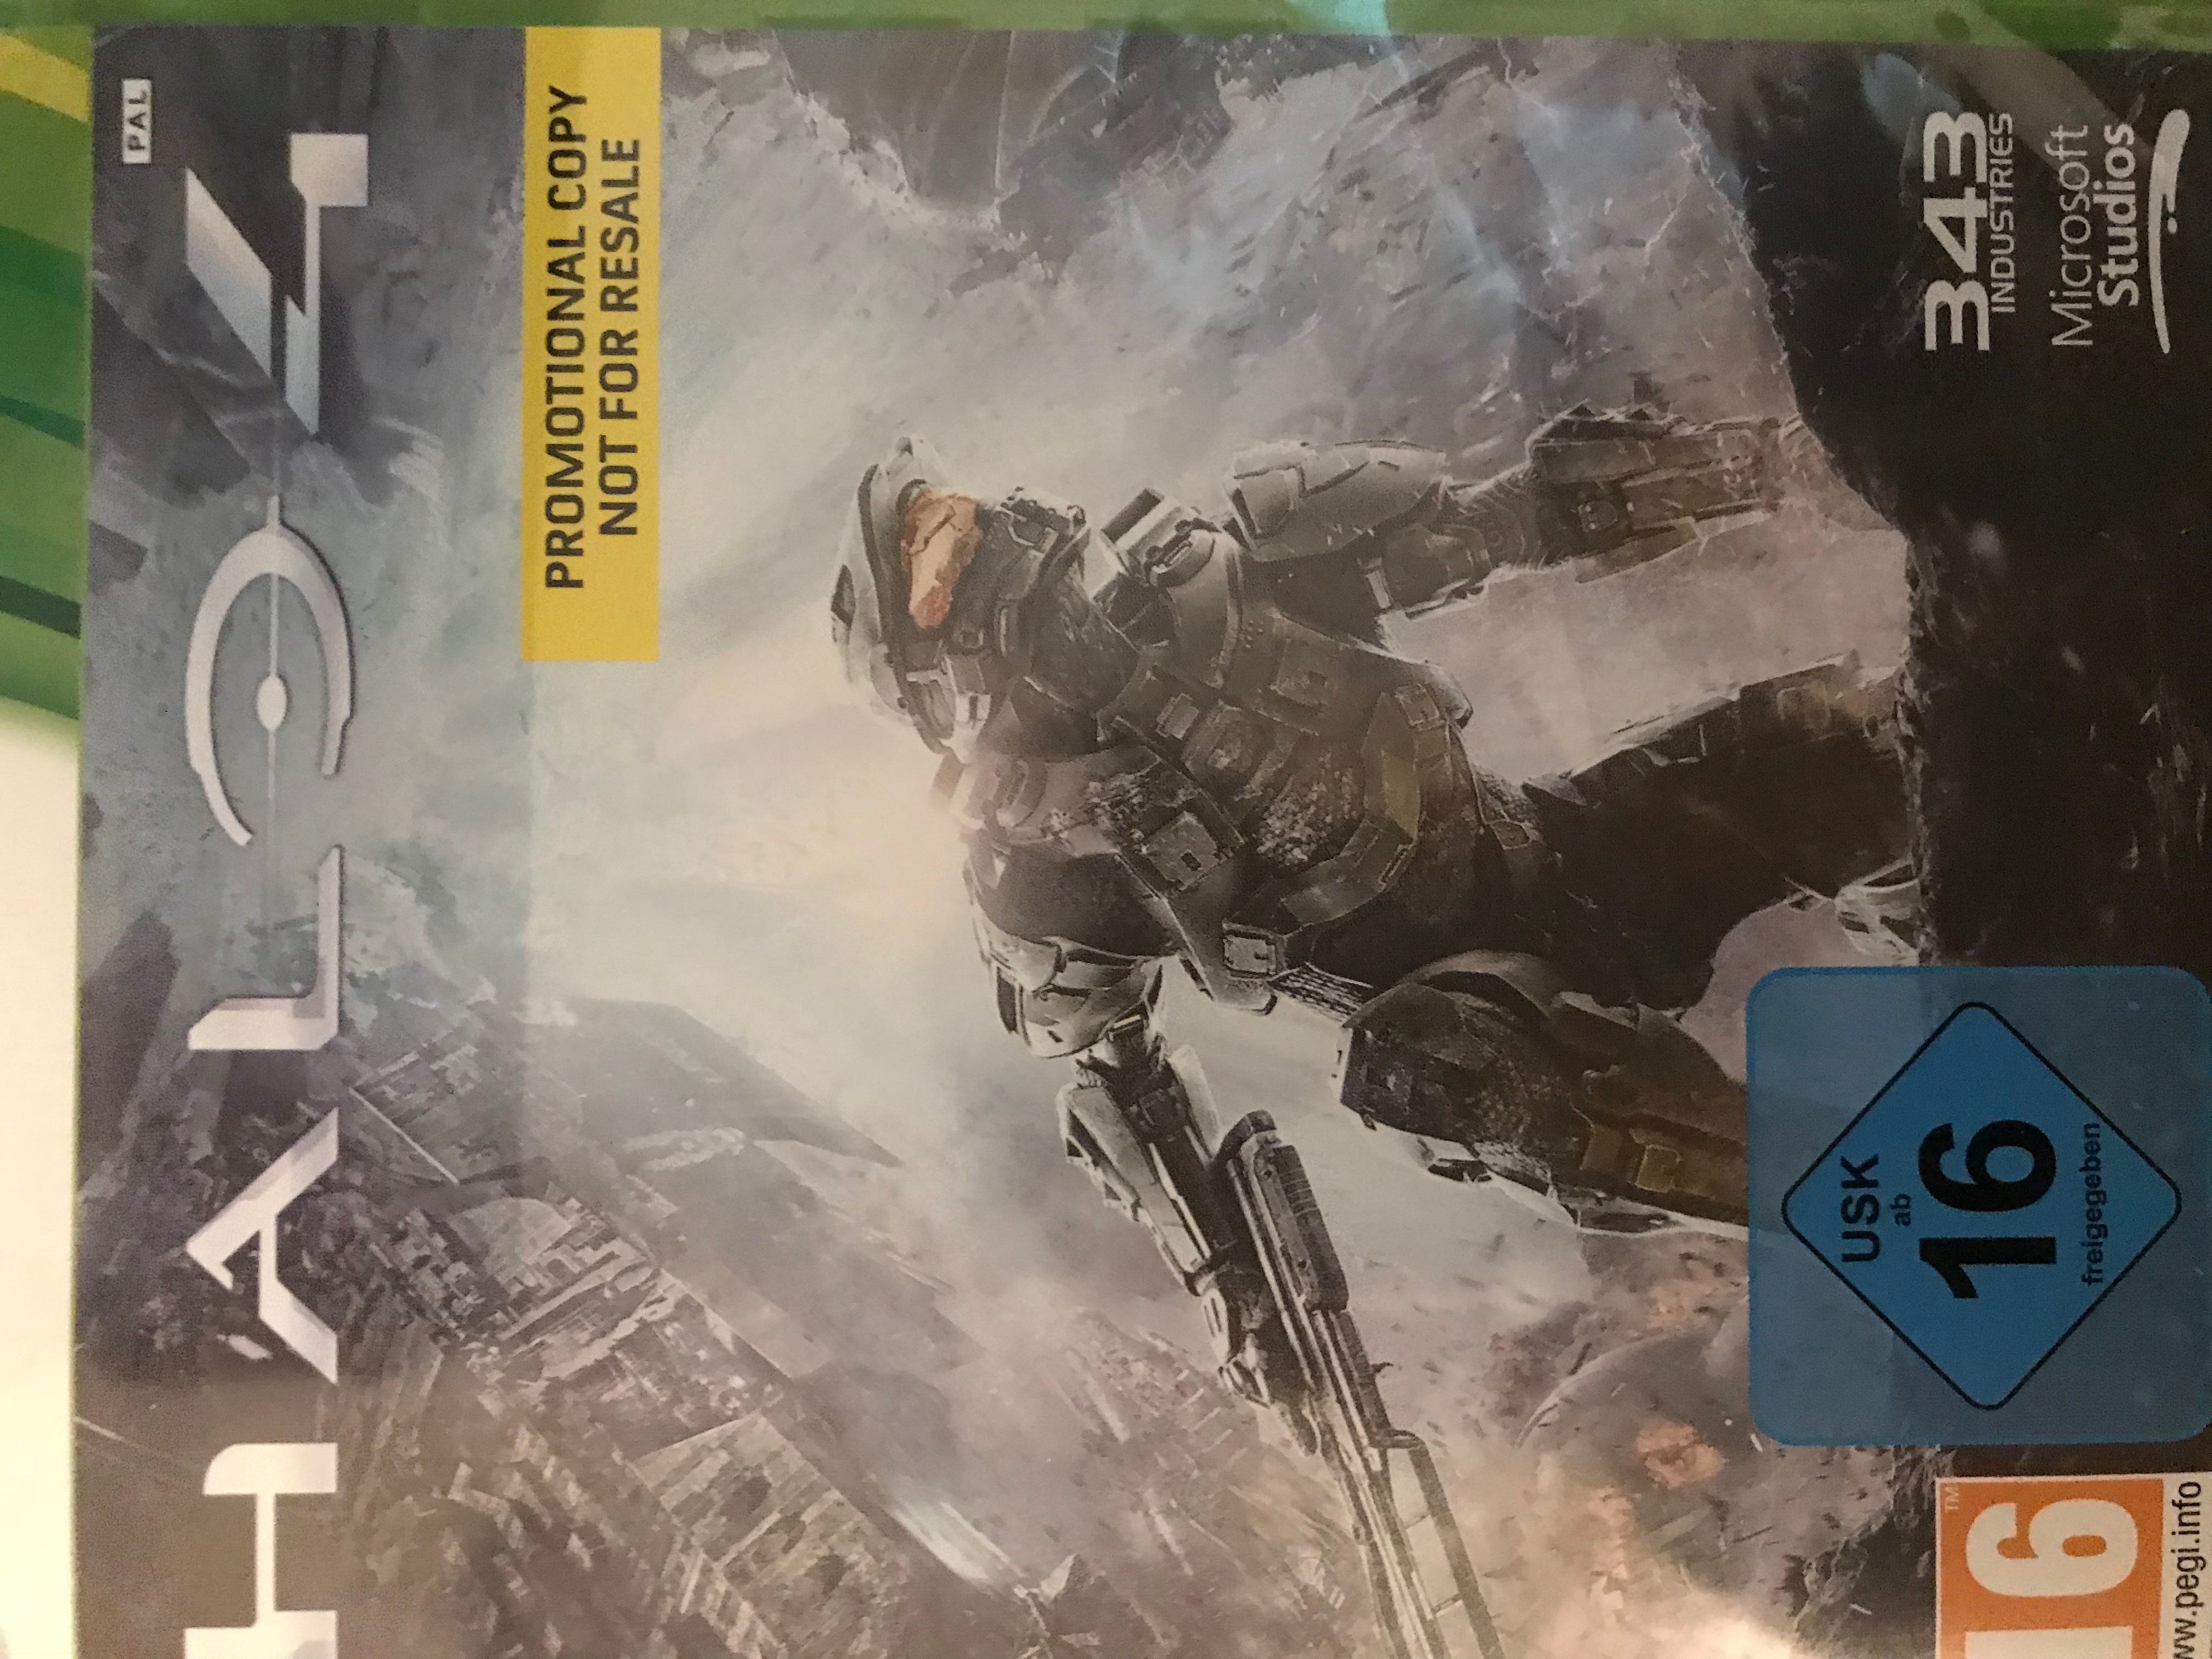 PAL
HALO 4
PROMOTIONAL COPY
NOT FOR RESALE
USK
ab
16
freigegeben
16
TM
www.pegi.info
343
INDUSTRIES
Microsoft
Studios